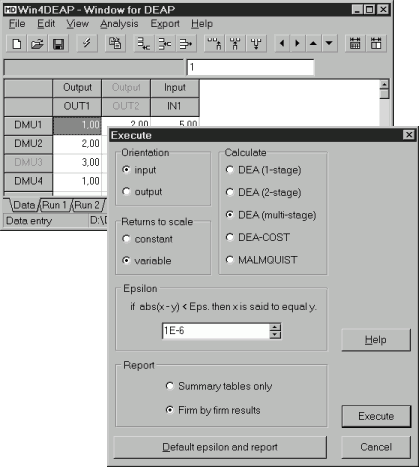 Win4DEAP - Window for DEAP
File Edit View Analysis Export Help
1
Output Output Input
OUT1 OUT2 IN1
DMU1 1,00 2,00 5,00
DMU2 2,00
DMU3 3,00
DMU4 1,00
Data Run 1 Run 2
Data entry D:\
Execute
Orientation
input
output
Returns to scale
constant
variable
Calculate
DEA (1-stage)
DEA (2-stage)
DEA (multi-stage)
DEA-COST
MALMQUIST
Epsilon
if abs(x-y) < Eps. then x is said to equal y.
1E-6
Report
Summary tables only
Firm by firm results
Default epsilon and report
Help
Execute
Cancel